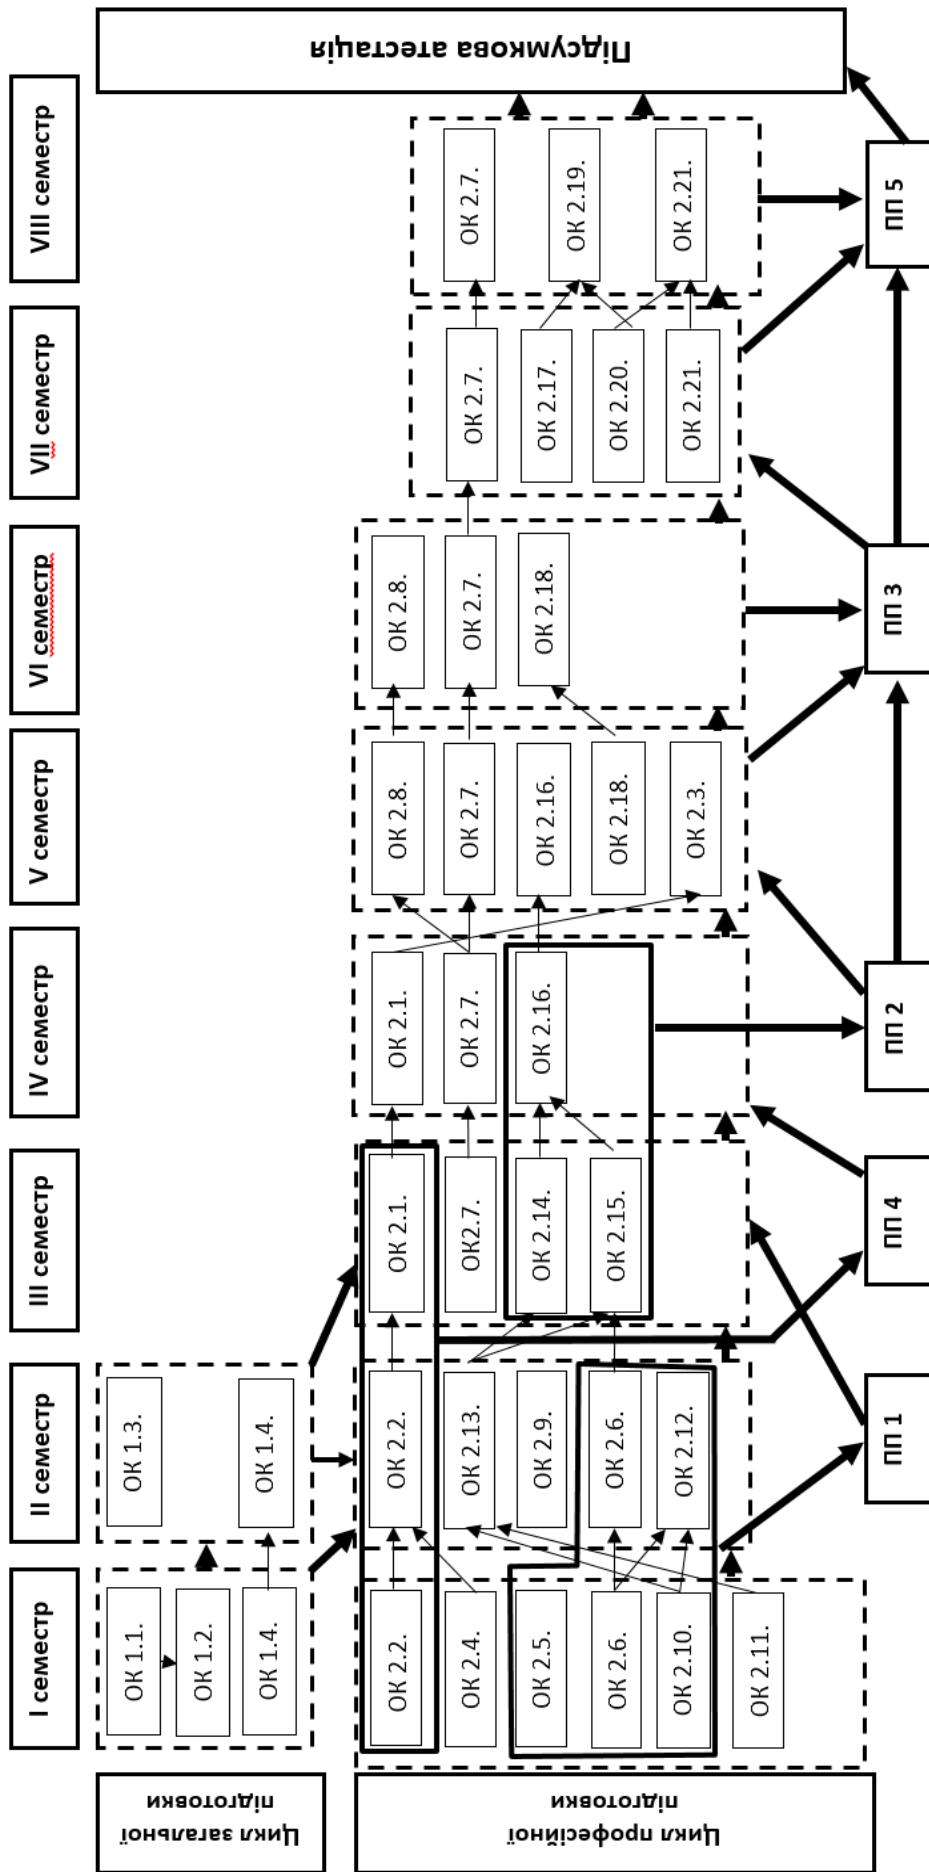 I семестр
II семестр
III семестр
IV семестр
V семестр
VI семестр
VII семестр
VIII семестр
Цикл загальної
підготовки
ОК 1.1.
ОК 1.2.
ОК 1.4.
ОК 1.3.
ОК 1.4.
Цикл професійної
підготовки
ОК 2.2.
ОК 2.4.
ОК 2.5.
ОК 2.6.
ОК 2.10.
ОК 2.11.
ОК 2.2.
ОК 2.13.
ОК 2.9.
ОК 2.6.
ОК 2.12.
ОК 2.1.
ОК2.7.
ОК 2.14.
ОК 2.15.
ОК 2.1.
ОК 2.7.
ОК 2.16.
ОК 2.8.
ОК 2.7.
ОК 2.16.
ОК 2.18.
ОК 2.3.
ОК 2.8.
ОК 2.7.
ОК 2.18.
ОК 2.7.
ОК 2.17.
ОК 2.20.
ОК 2.21.
ОК 2.7.
ОК 2.19.
ОК 2.21.
Підсумкова атестація
ПП 1
ПП 4
ПП 2
ПП 3
ПП 5